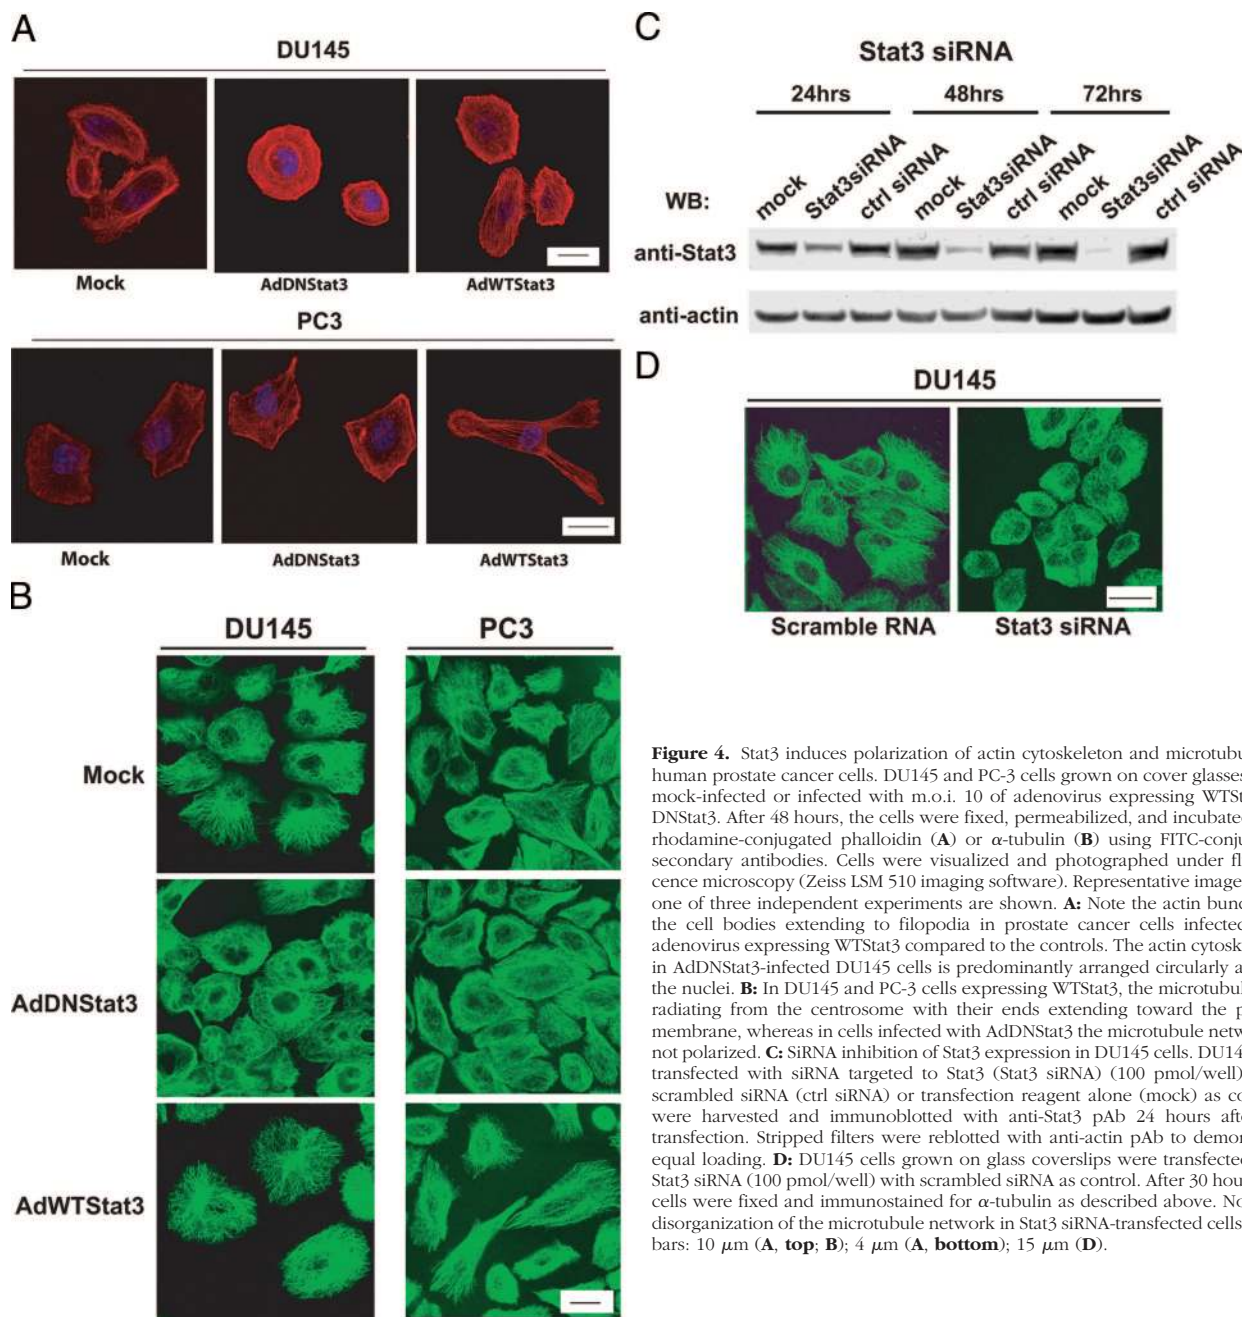 A
DU145
Mock
AdDNStat3
AdWTStat3
PC3
Mock
AdDNStat3
AdWTStat3
B
DU145
PC3
Mock
AdDNStat3
AdWTStat3
C
Stat3 siRNA
24hrs
48hrs
72hrs
WB:
mock
Stat3siRNA
ctrl siRNA
mock
Stat3siRNA
ctrl siRNA
mock
Stat3siRNA
ctrl siRNA
anti-Stat3
anti-actin
D
DU145
Scramble RNA
Stat3 siRNA
Figure 4. Stat3 induces polarization of actin cytoskeleton and microtubu
human prostate cancer cells. DU145 and PC-3 cells grown on cover glasses
mock-infected or infected with m.o.i. 10 of adenovirus expressing WTSt
DNStat3. After 48 hours, the cells were fixed, permeabilized, and incubate
rhodamine-conjugated phalloidin (A) or α-tubulin (B) using FITC-conju
secondary antibodies. Cells were visualized and photographed under fl
cence microscopy (Zeiss LSM 510 imaging software). Representative image
one of three independent experiments are shown. A: Note the actin bund
the cell bodies extending to filopodia in prostate cancer cells infected
adenovirus expressing WTStat3 compared to the controls. The actin cytosk
in AdDNStat3-infected DU145 cells is predominantly arranged circularly a
the nuclei. B: In DU145 and PC-3 cells expressing WTStat3, the microtubul
radiating from the centrosome with their ends extending toward the p
membrane, whereas in cells infected with AdDNStat3 the microtubule netw
not polarized. C: SiRNA inhibition of Stat3 expression in DU145 cells. DU14
transfected with siRNA targeted to Stat3 (Stat3 siRNA) (100 pmol/well)
scrambled siRNA (ctrl siRNA) or transfection reagent alone (mock) as co
were harvested and immunoblotted with anti-Stat3 pAb 24 hours afte
transfection. Stripped filters were reblotted with anti-actin pAb to demon
equal loading. D: DU145 cells grown on glass coverslips were transfected
Stat3 siRNA (100 pmol/well) with scrambled siRNA as control. After 30 hour
cells were fixed and immunostained for α-tubulin as described above. No
disorganization of the microtubule network in Stat3 siRNA-transfected cells
bars: 10 μm (A, top; B); 4 μm (A, bottom); 15 μm (D).